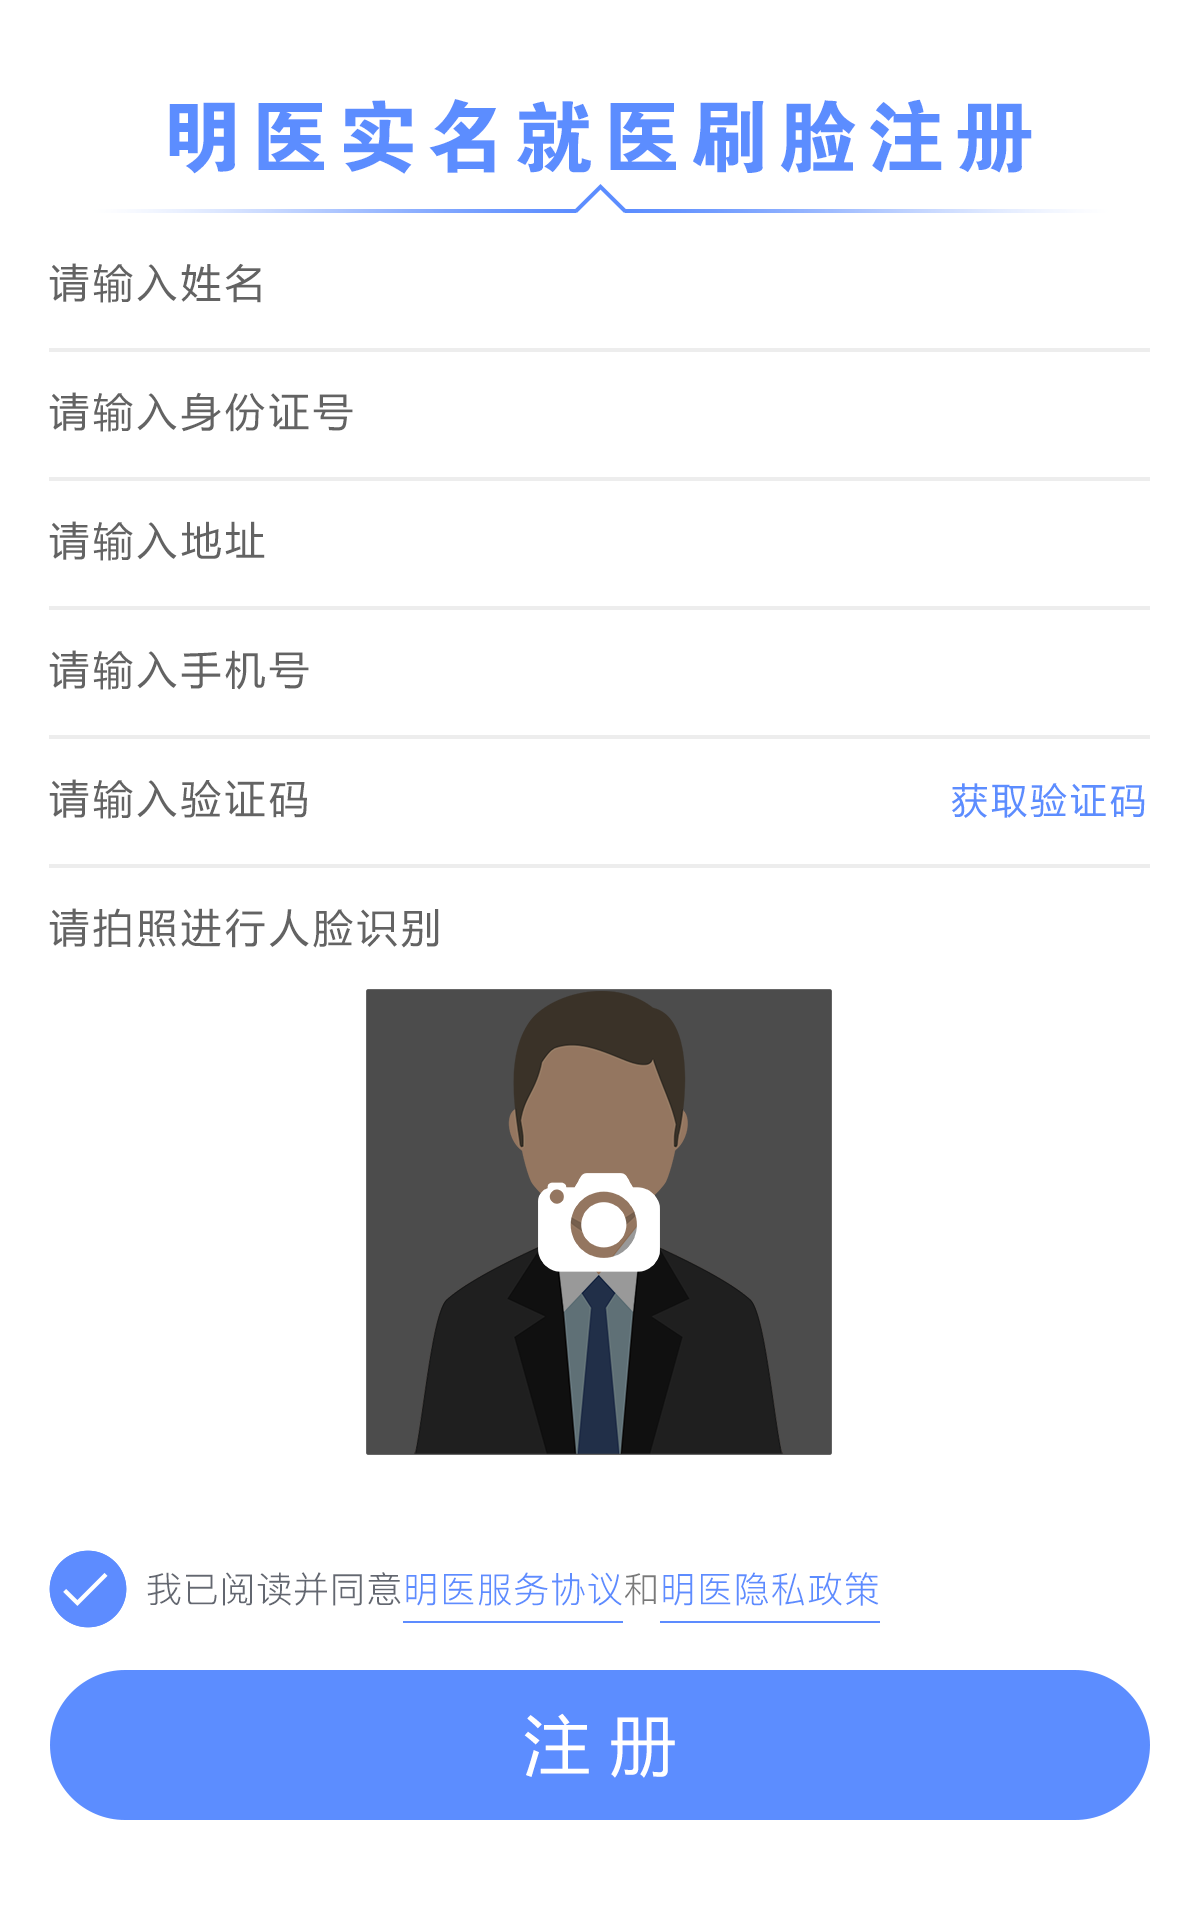 明医实名就医刷脸注册
请输入姓名
请输入身份证号
请输入地址
请输入手机号
请输入验证码 获取验证码
请拍照进行人脸识别
我已阅读并同意明医服务协议和明医隐私政策
注册